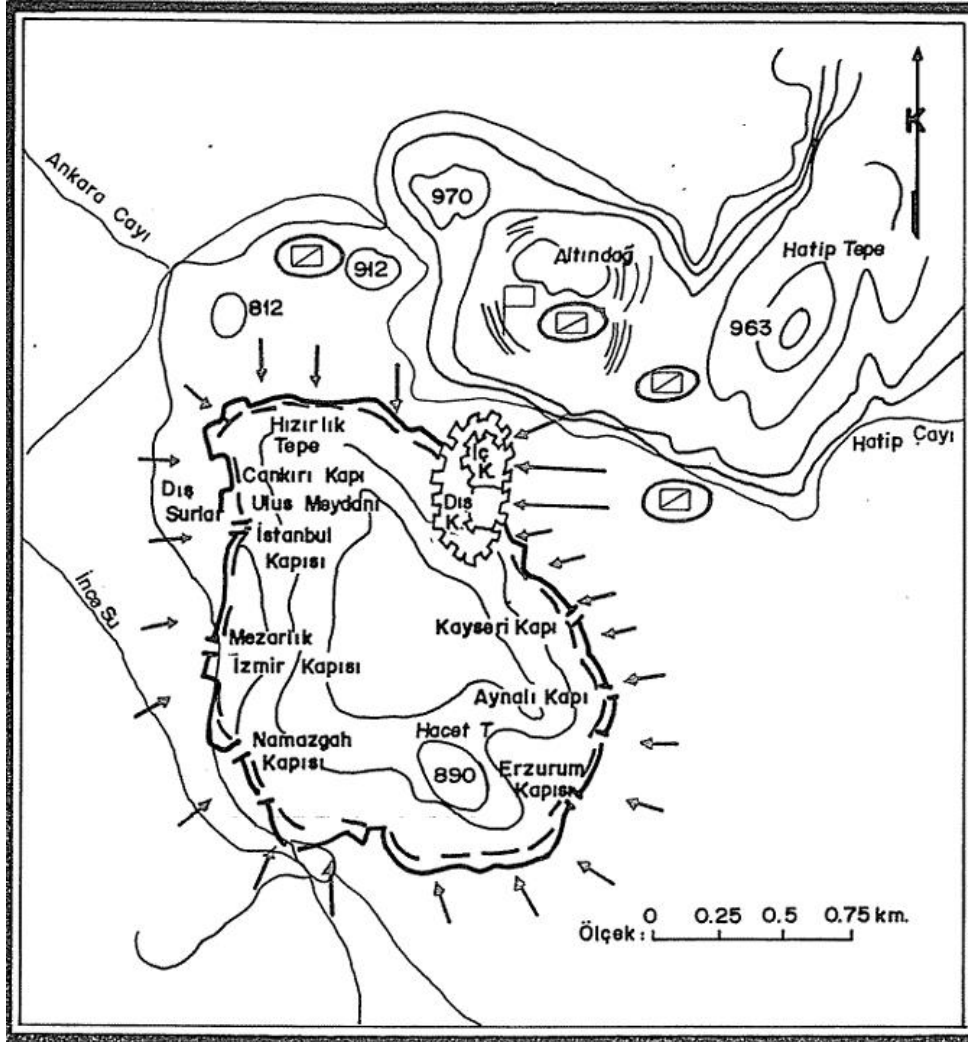 K
Ankara Çayı
970
Altındağ
Hatip Tepe
912
812
963
Hızırlık
Tepe
Hatip Çayı
İç
K.
Çankırı Kapı
Dış
Surlar
Ulus Meydanı
Dış
K.
İstanbul
Kapısı
İnce Su
Kayseri Kapı
Mezarlık
İzmir Kapısı
Aynalı Kapı
Hacet T.
Namazgah
Kapısı
890
Erzurum
Kapısı
0 0.25 0.5 0.75 km.
Ölçek: